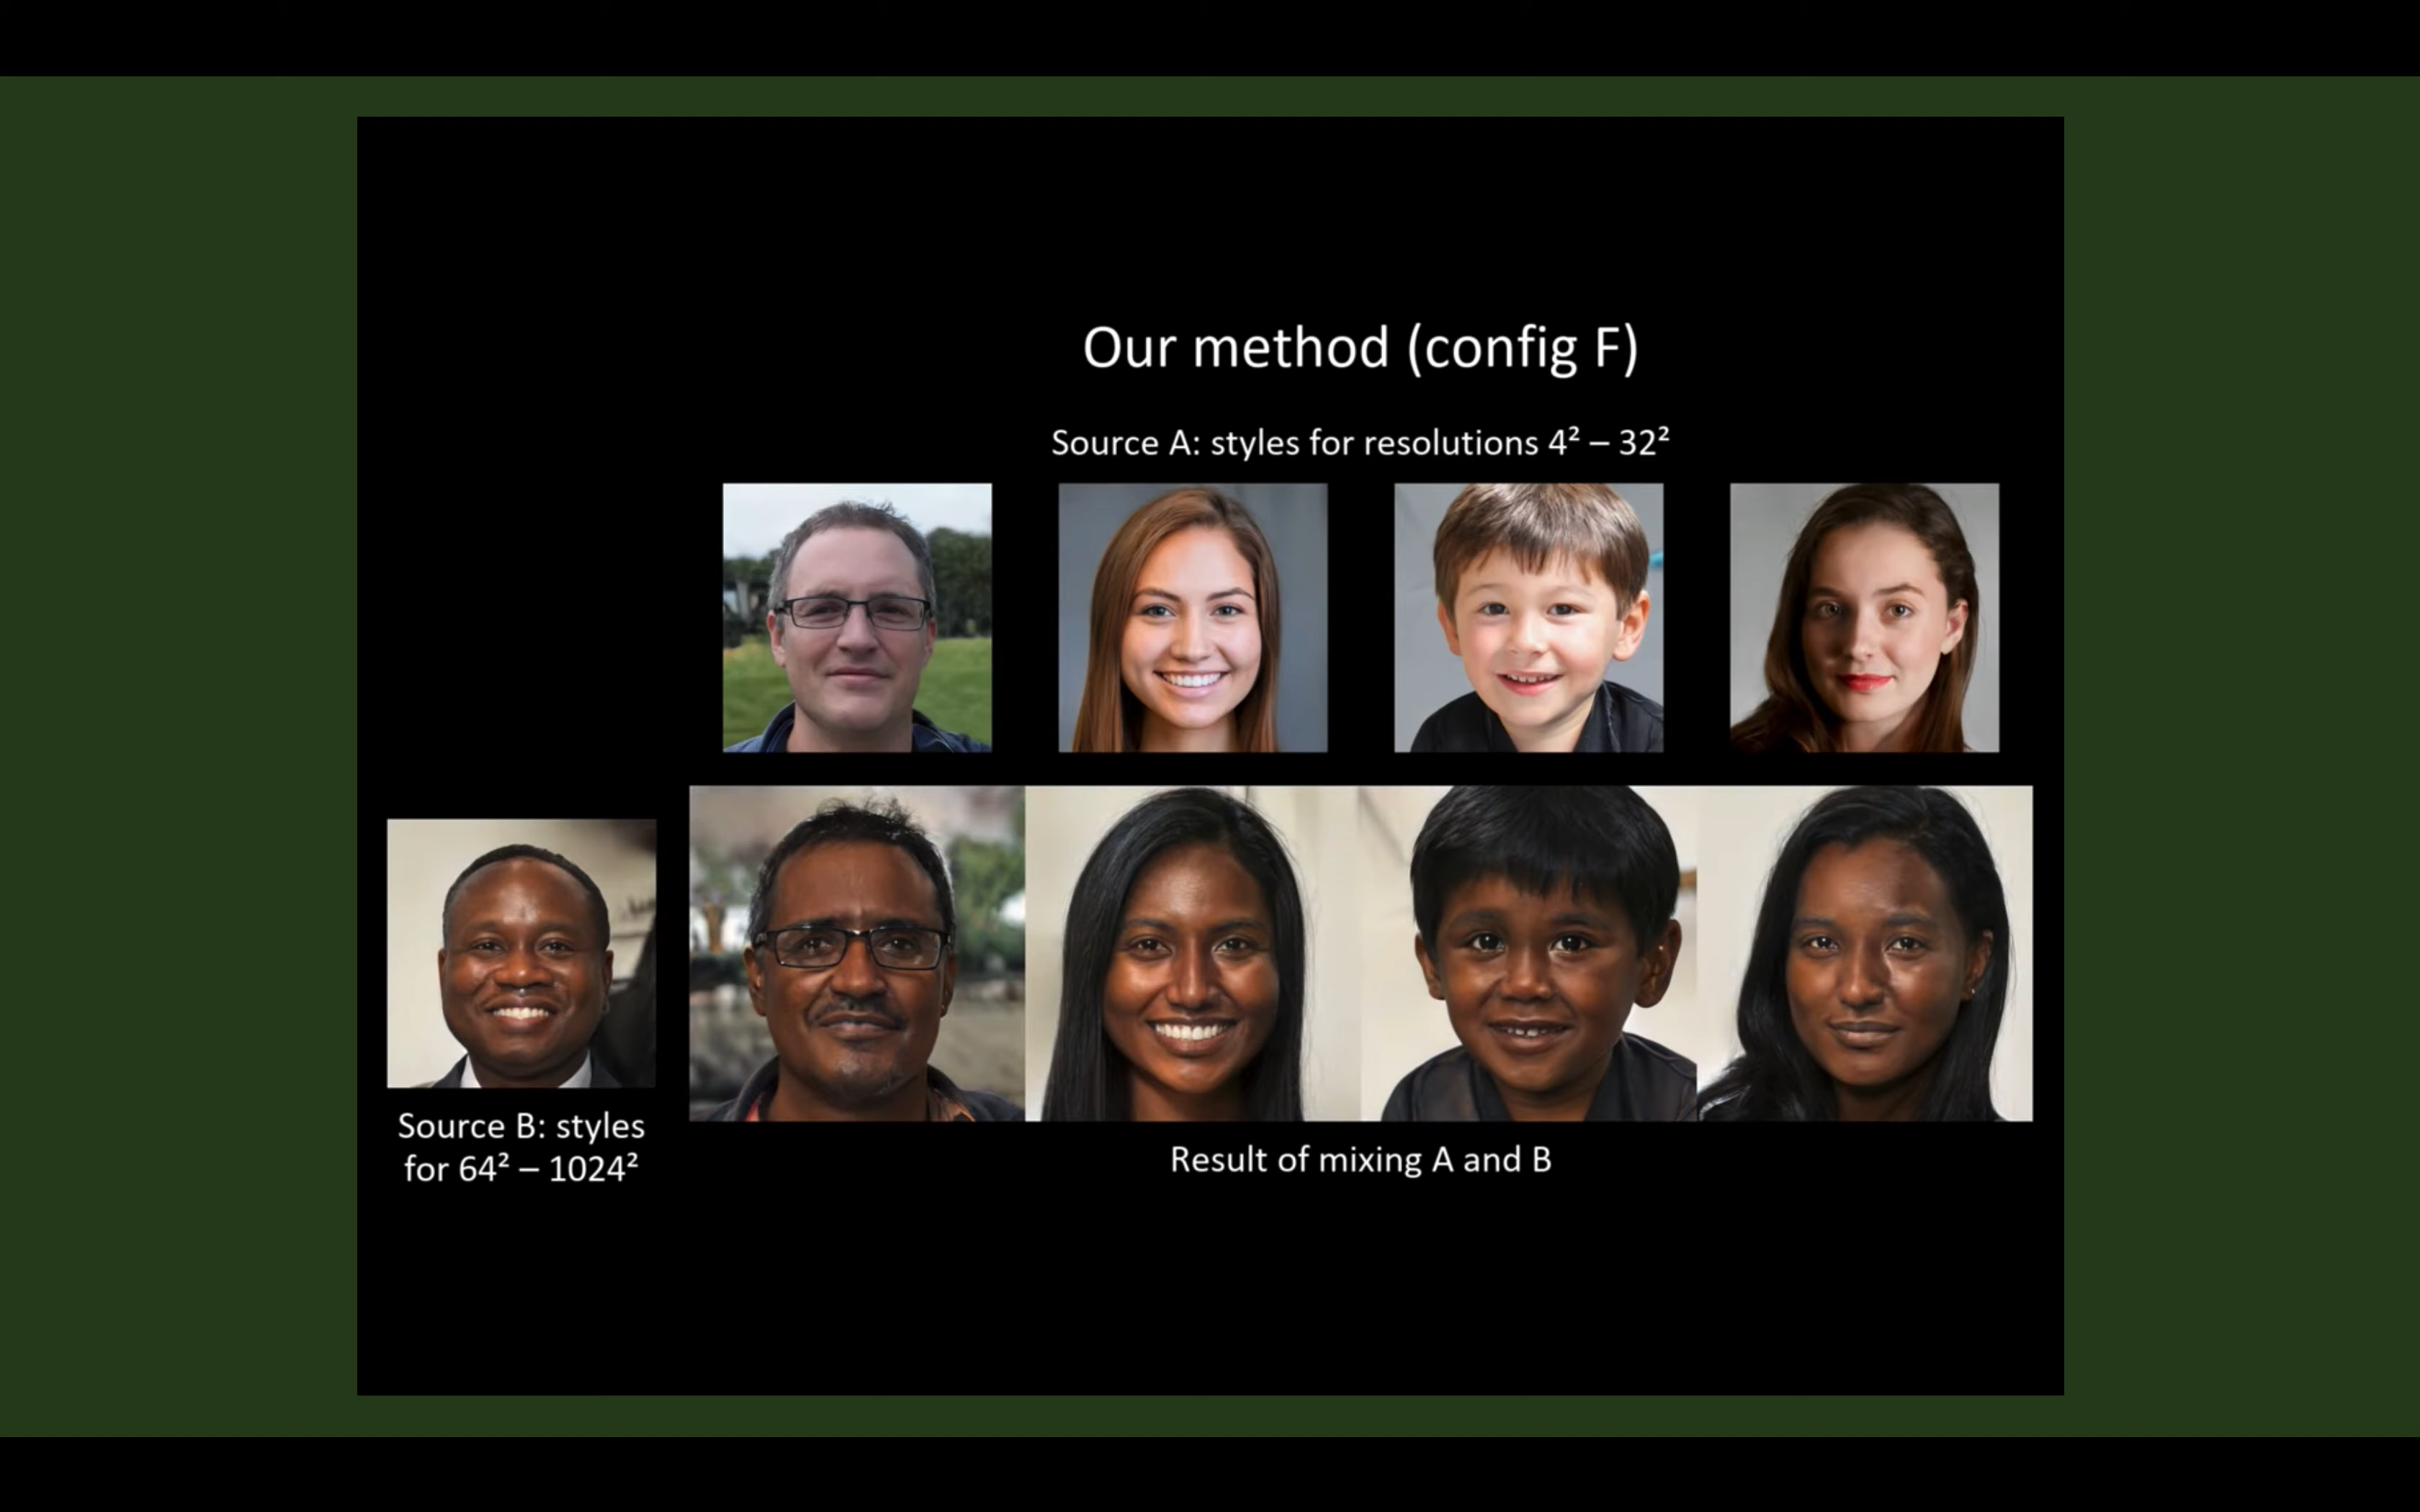 Our method (config F)
Source A: styles for resolutions 4² – 32²
Source B: styles
for 64² – 1024²
Result of mixing A and B